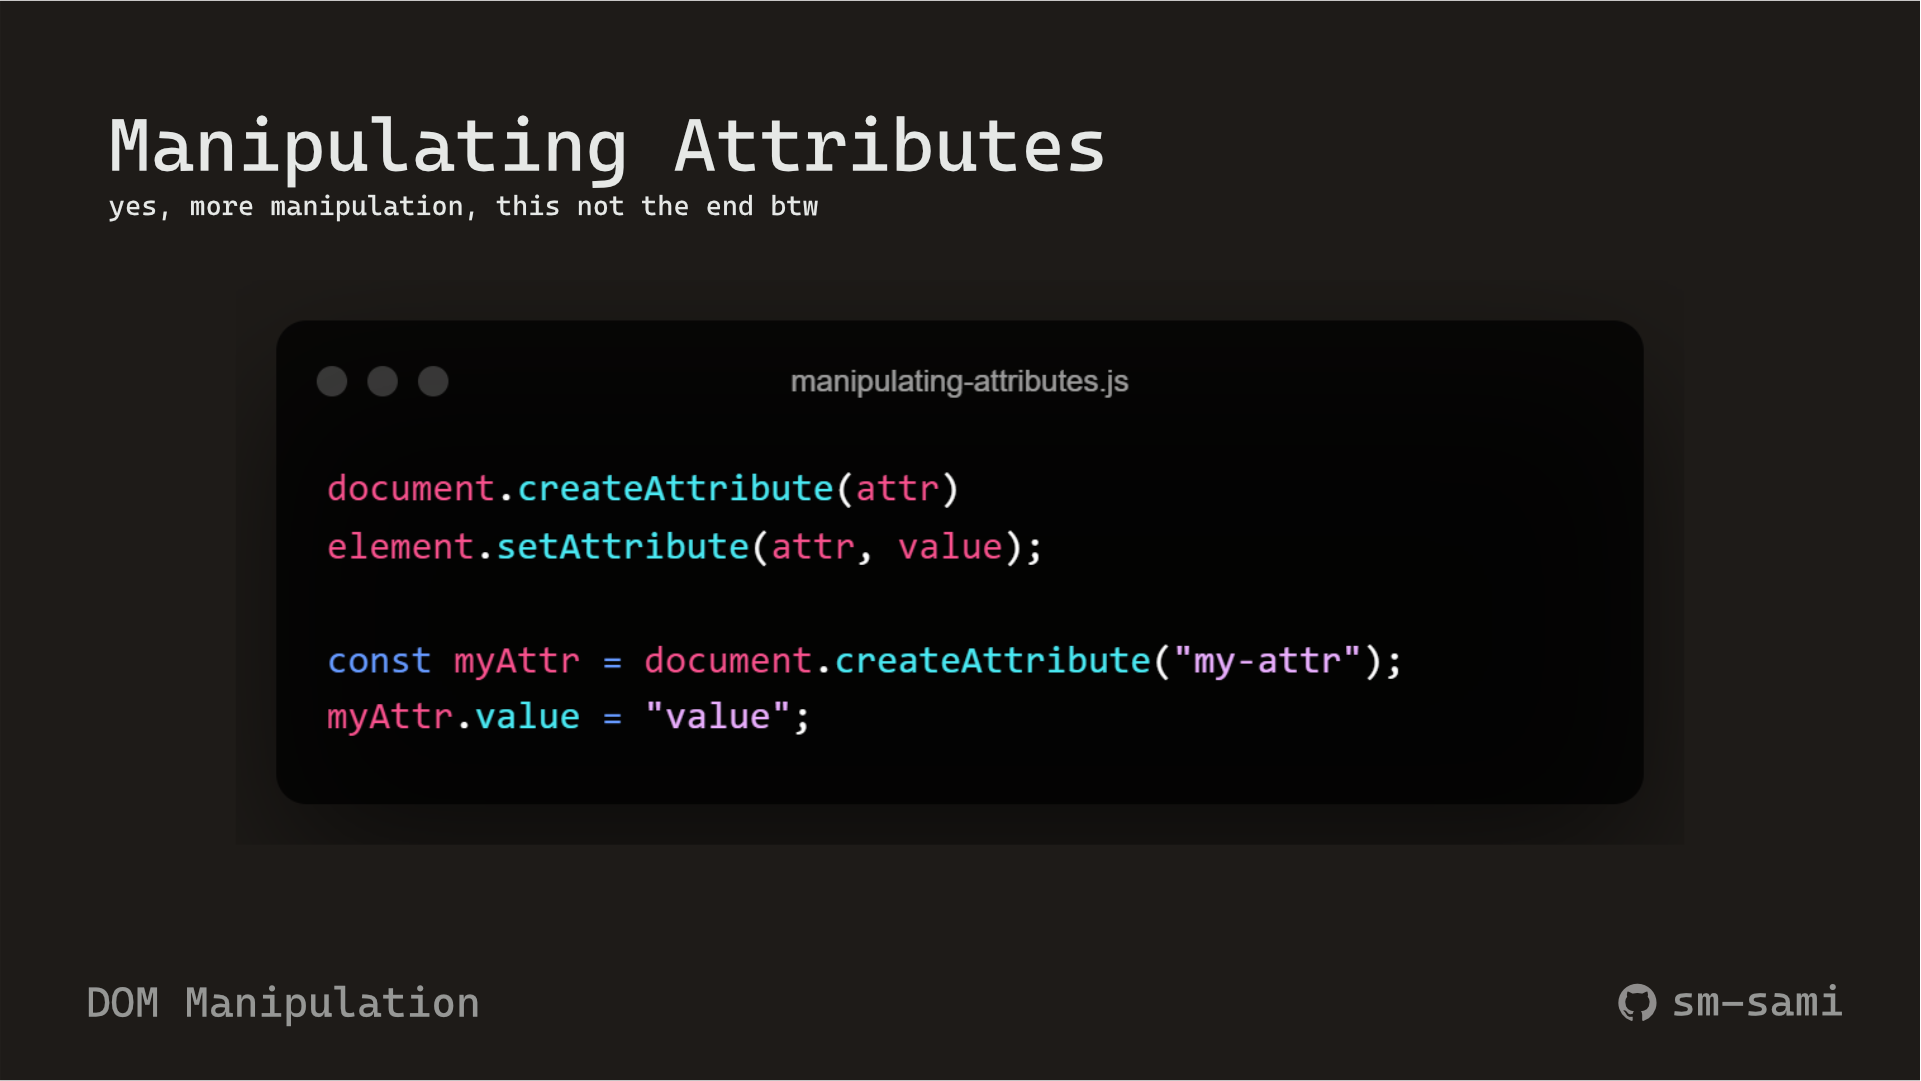 Manipulating Attributes
yes, more manipulation, this not the end btw
manipulating-attributes.js
document.createAttribute(attr)
element.setAttribute(attr, value);
const myAttr = document.createAttribute("my-attr");
myAttr.value = "value";
DOM Manipulation
sm-sami